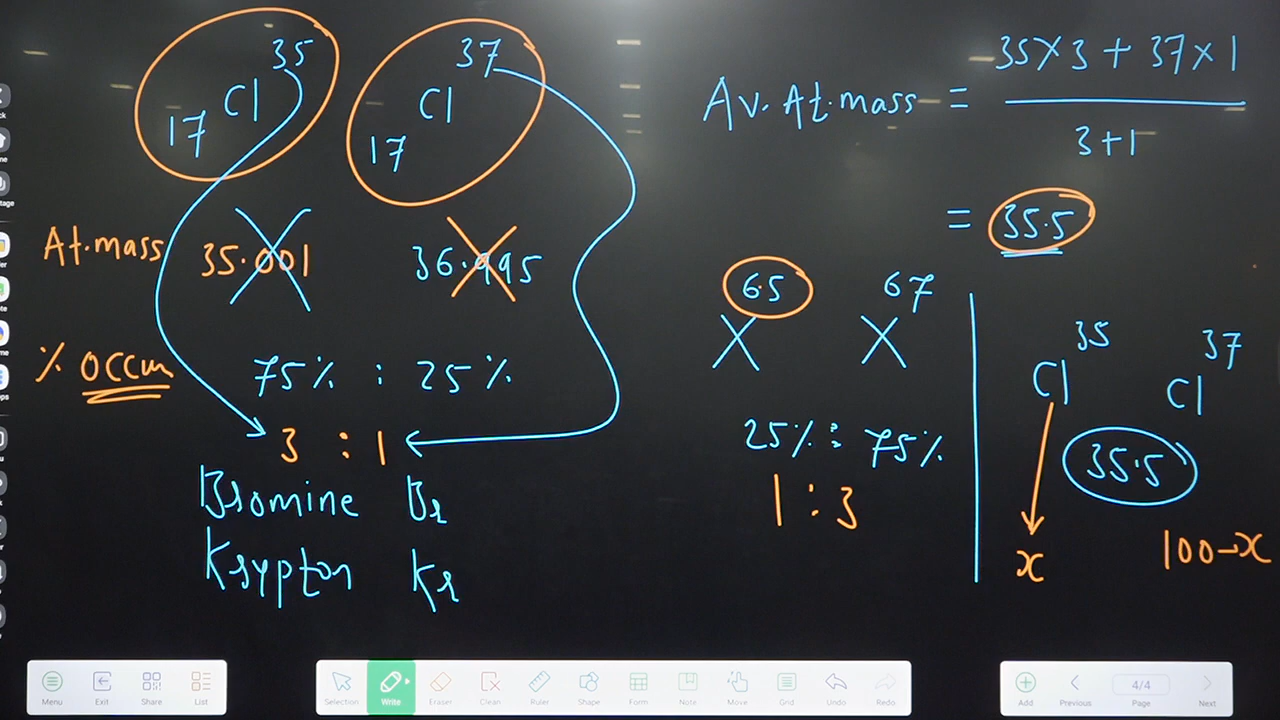 35 37
Cl Cl
17 17
At.mass 35.001 36.995
% occurr
75% : 25%
3 : 1
Bromine Br
Krypton Kr
Av. At. mass = 35×3 + 37×1
3+1
= 35.5
65 67
X X
25% : 75%
1 : 3
35 37
Cl Cl
35.5
x 100-x
Menu Exit Share List
Selection Write Eraser Clean Ruler Shape Form Note Move Grid Undo Redo
Add Previous 4/4 Page Next